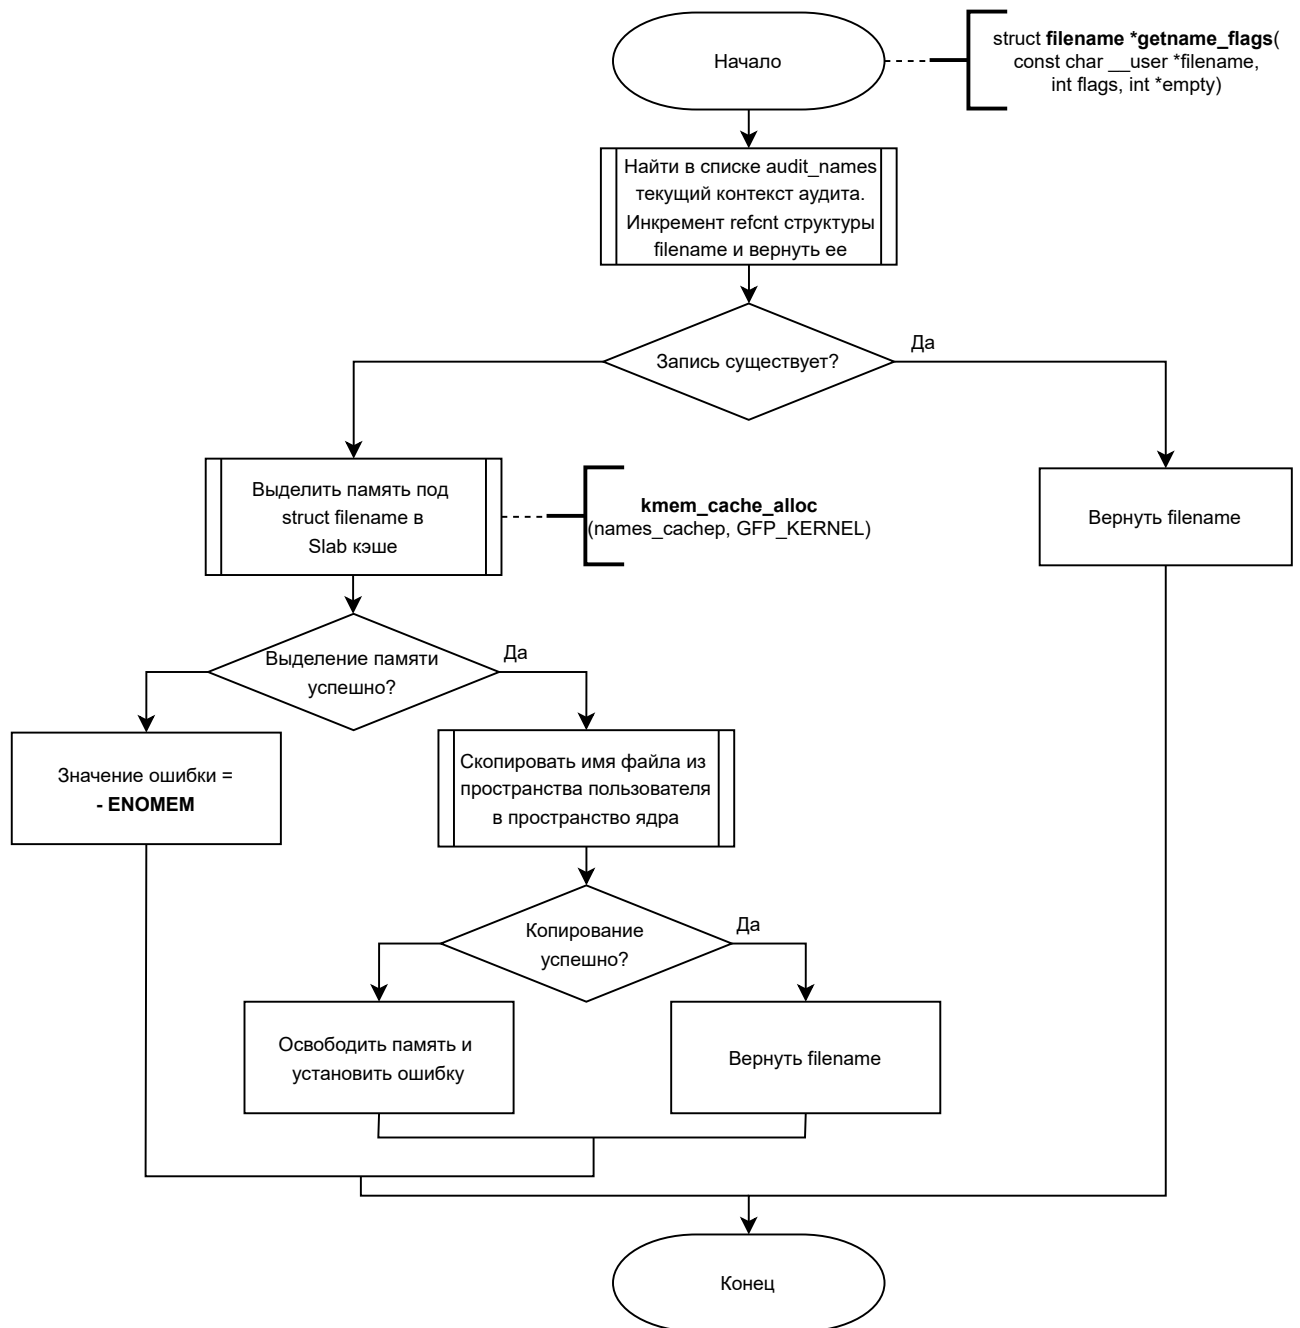 Начало
struct filename *getname_flags(
const char __user *filename,
int flags, int *empty)
Найти в списке audit_names
текущий контекст аудита.
Инкремент refcnt структуры
filename и вернуть ее
Запись существует?
Да
Выделить память под
struct filename в
Slab кэше
kmem_cache_alloc
(names_cachep, GFP_KERNEL)
Вернуть filename
Выделение памяти
успешно?
Да
Значение ошибки =
- ENOMEM
Скопировать имя файла из
пространства пользователя
в пространство ядра
Копирование
успешно?
Да
Освободить память и
установить ошибку
Вернуть filename
Конец